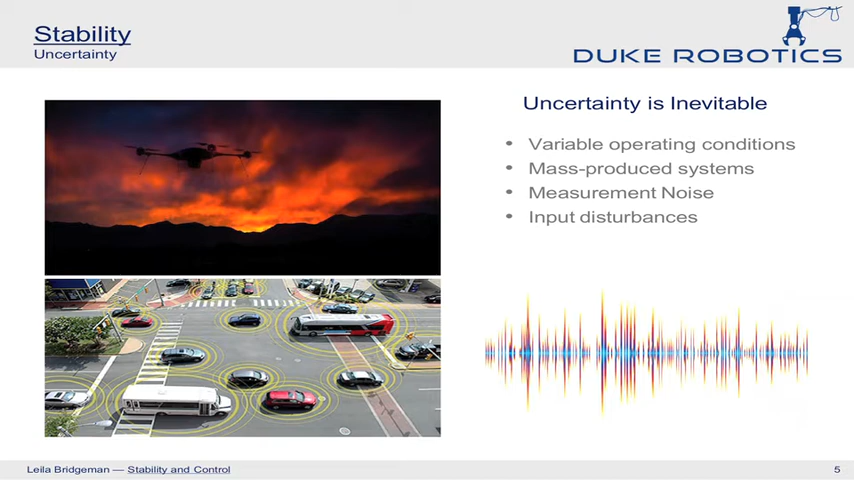 Stability
Uncertainty
DUKE ROBOTICS
Uncertainty is Inevitable
• Variable operating conditions
• Mass-produced systems
• Measurement Noise
• Input disturbances
Leila Bridgeman — Stability and Control
5